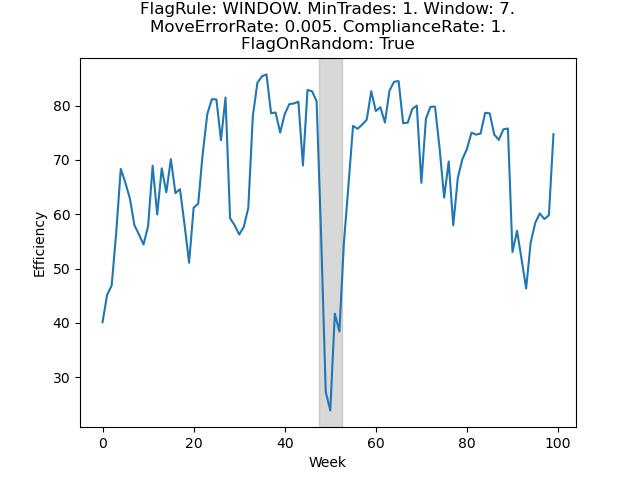 FlagRule: WINDOW. MinTrades: 1. Window: 7.
MoveErrorRate: 0.005. ComplianceRate: 1.
FlagOnRandom: True
80
70
60
50
40
30
Efficiency
0 20 40 60 80 100
Week